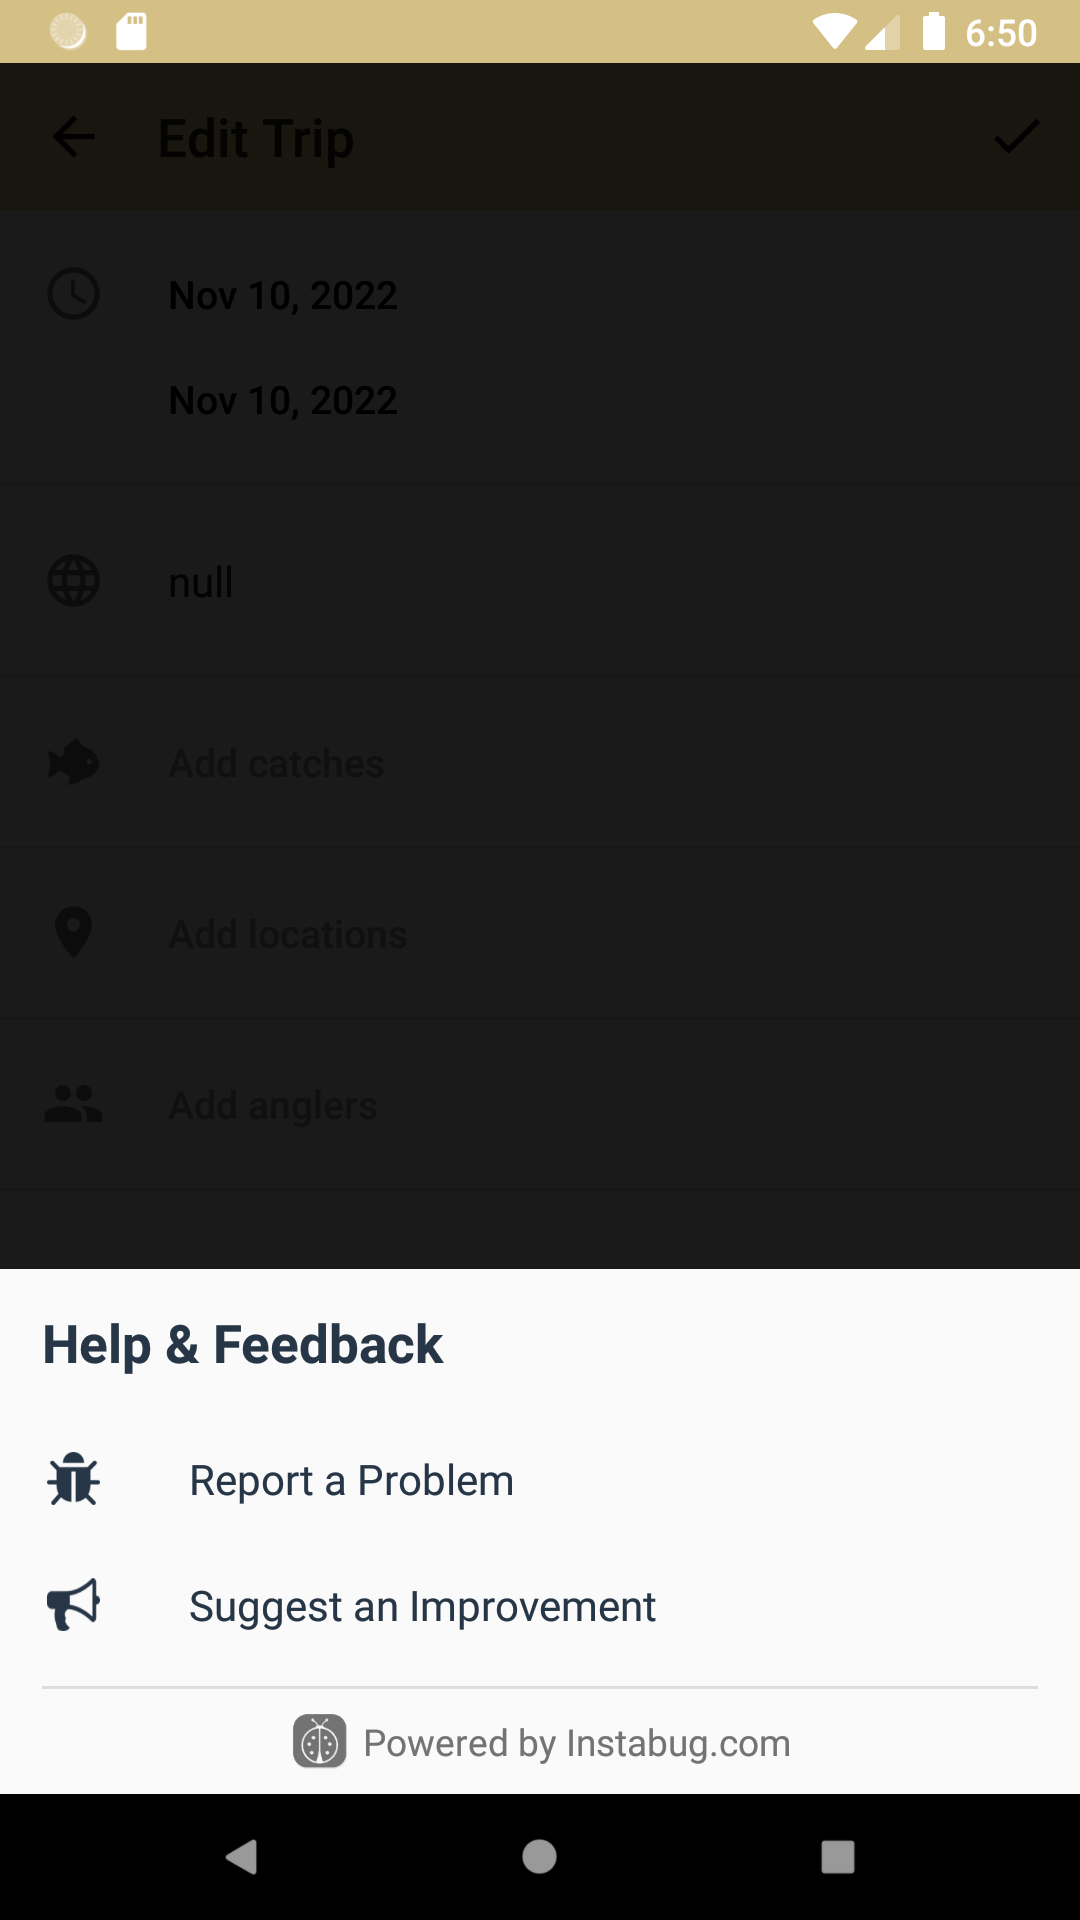 6:50
Edit Trip
Nov 10, 2022
Nov 10, 2022
null
Add catches
Add locations
Add anglers
Help & Feedback
Report a Problem
Suggest an Improvement
Powered by Instabug.com